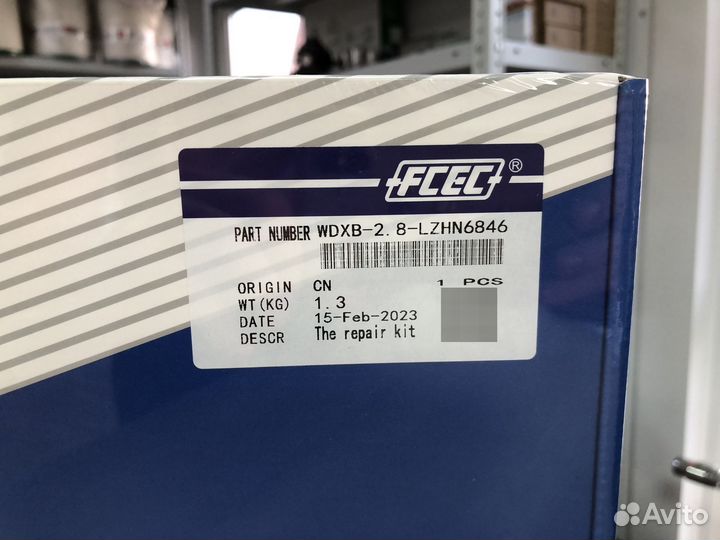 FCEC®
PART NUMBER WDXB-2.8-LZHN6846
ORIGIN CN 1 PCS
WT(KG) 1.3
DATE 15-Feb-2023
DESCR The repair kit
Avito